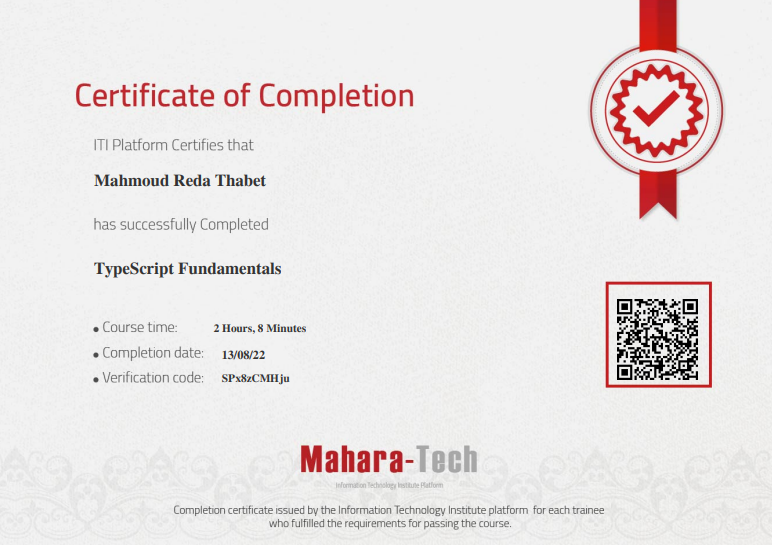 Certificate of Completion
ITI Platform Certifies that
Mahmoud Reda Thabet
has successfully Completed
TypeScript Fundamentals
• Course time: 2 Hours, 8 Minutes
• Completion date: 13/08/22
• Verification code: SPx8zCMHju
Mahara-Tech
Information Technology Institute Platform
Completion certificate issued by the Information Technology Institute platform for each trainee
who fulfilled the requirements for passing the course.